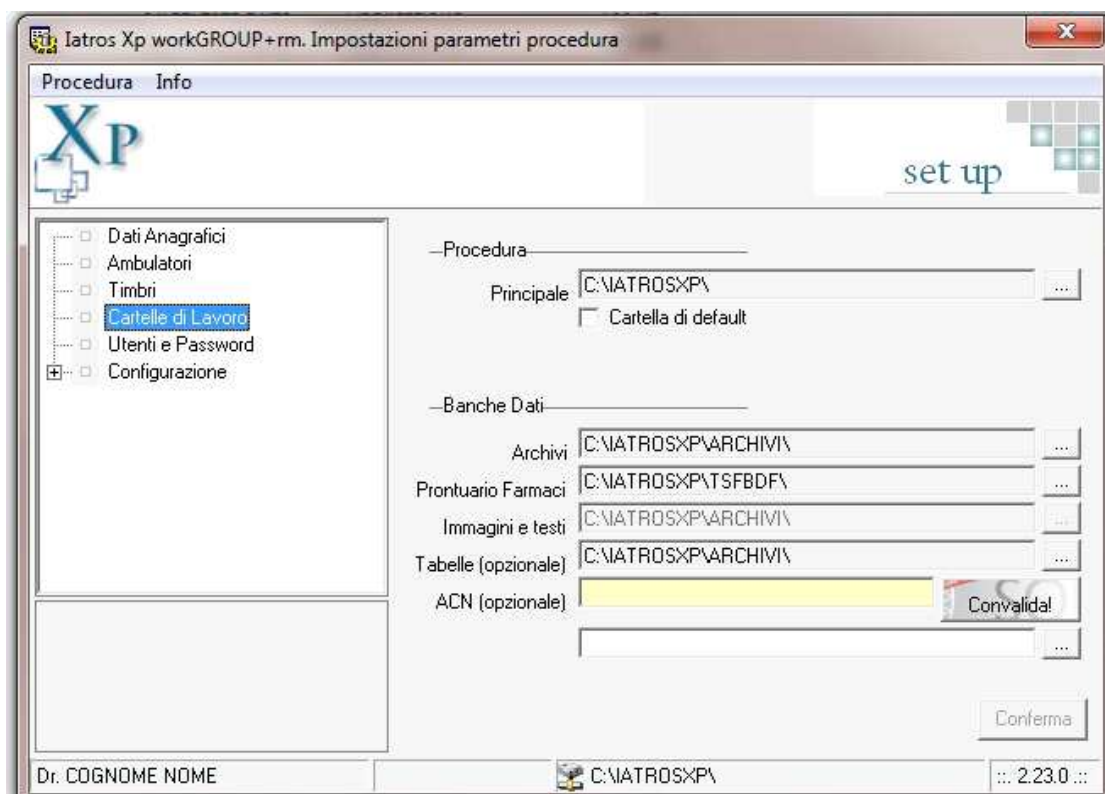 Iatros Xp workGROUP+rm. Impostazioni parametri procedura
Procedura Info
XP
set up
Dati Anagrafici
Ambulatori
Timbri
Cartelle di Lavoro
Utenti e Password
Configurazione
Procedura
Principale C:\IATROSXP\ ...
Cartella di default
Banche Dati
Archivi C:\IATROSXP\ARCHIVI\ ...
Prontuario Farmaci C:\IATROSXP\TSFBDF\ ...
Immagini e testi C:\IATROSXP\ARCHIVI\ ...
Tabelle (opzionale) C:\IATROSXP\ARCHIVI\ ...
ACN (opzionale) Convalida!
...
Conferma
Dr. COGNOME NOME C:\IATROSXP\ ::. 2.23.0 .::